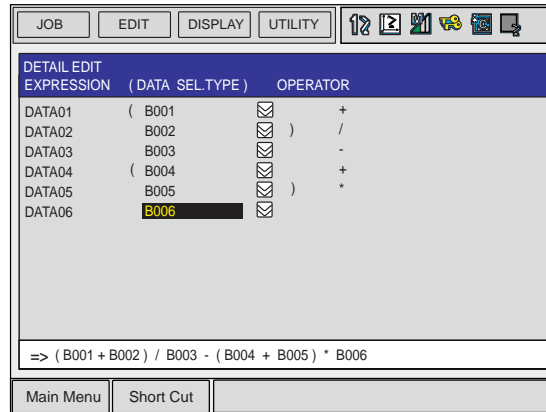 JOB EDIT DISPLAY UTILITY
DETAIL EDIT
EXPRESSION ( DATA SEL.TYPE ) OPERATOR
DATA01 ( B001 +
DATA02 B002 ) /
DATA03 B003 -
DATA04 ( B004 +
DATA05 B005 ) *
DATA06 B006
=> ( B001 + B002 ) / B003 - ( B004 + B005 ) * B006
Main Menu Short Cut